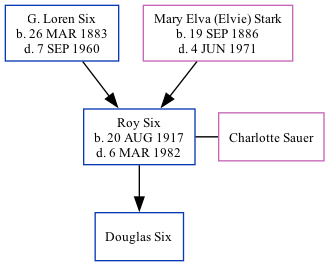 G. Loren Six
b. 26 MAR 1883
d. 7 SEP 1960
Mary Elva (Elvie) Stark
b. 19 SEP 1886
d. 4 JUN 1971
Roy Six
b. 20 AUG 1917
d. 6 MAR 1982
Charlotte Sauer
Douglas Six